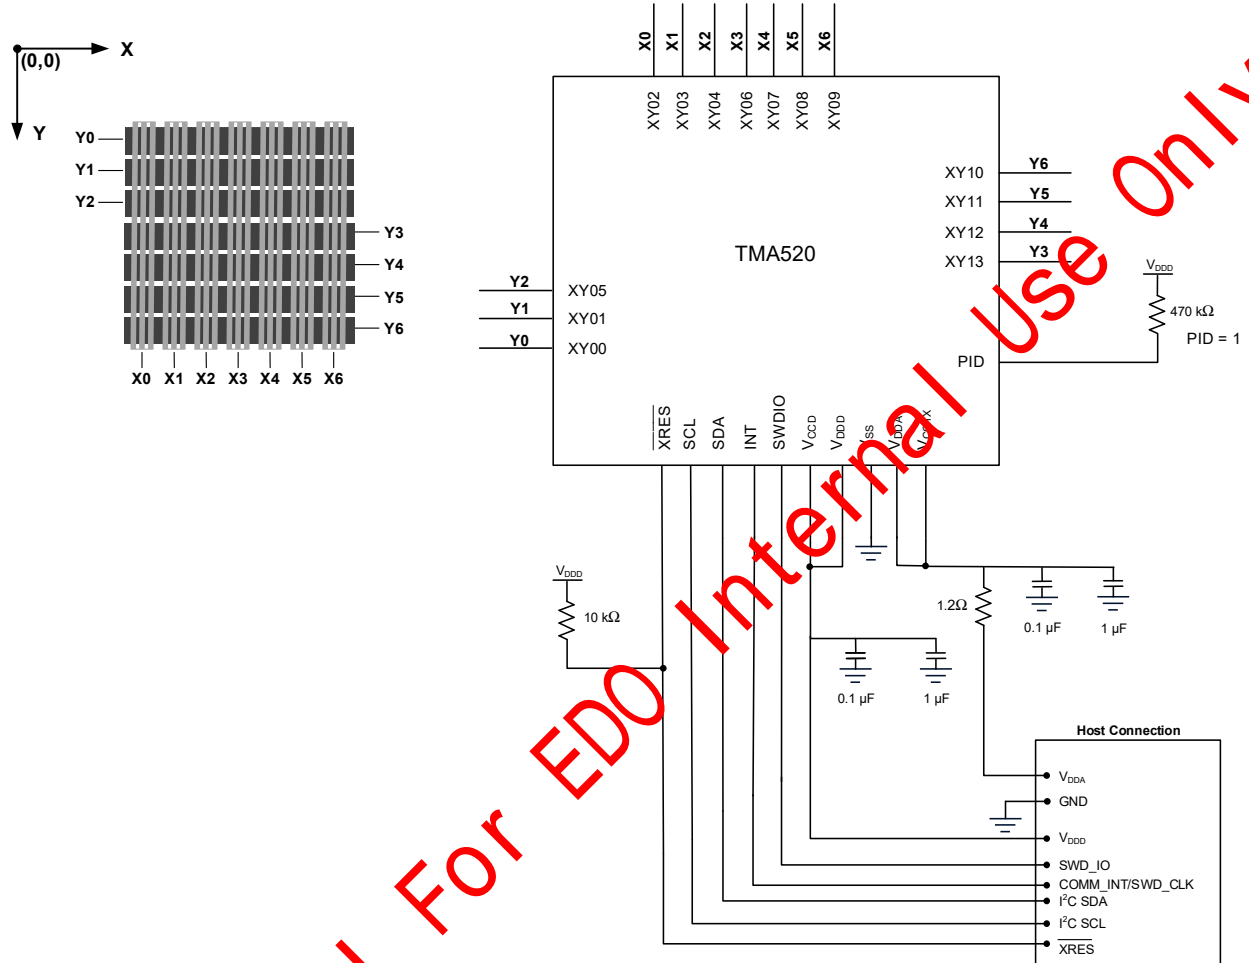 X0 X1 X2 X3 X4 X5 X6
X
(0,0)
Y
XY02 XY03 XY04 XY06 XY07 XY08 XY09
Y0
Y1
Y2
Y3
Y4
Y5
Y6
X0 X1 X2 X3 X4 X5 X6
TMA520
XY10 Y6
XY11 Y5
XY12 Y4
XY13 Y3
Y2 XY05
Y1 XY01
Y0 XY00
VDDD
470 kΩ
PID = 1
PID
XRES SCL SDA INT SWDIO VCCD VDDD VSS VDDA VCCTX
VDDD
10 kΩ
1.2Ω
0.1 µF
1 µF
0.1 µF
1 µF
Host Connection
VDDA
GND
VDDD
SWD_IO
COMM_INT/SWD_CLK
I²C SDA
I²C SCL
XRES
For EDO Internal Use Only